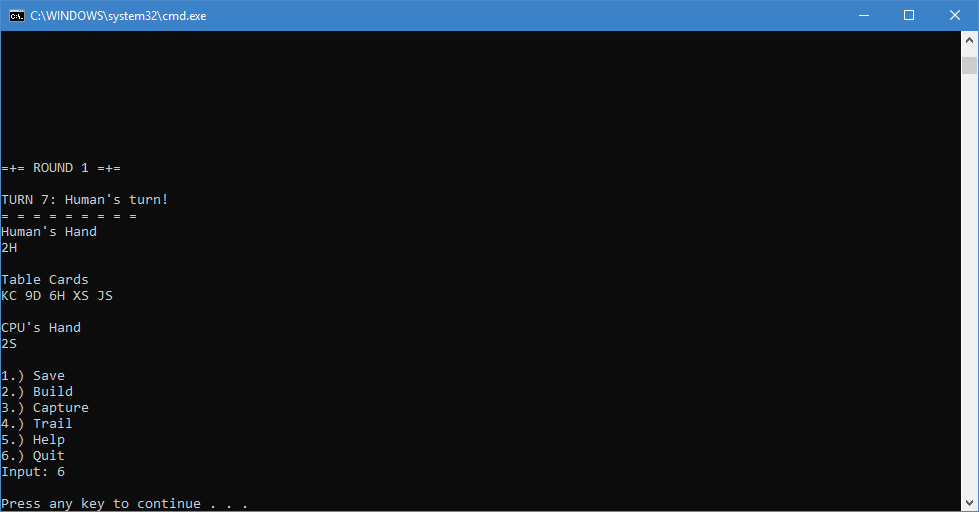 C:\WINDOWS\system32\cmd.exe
=+= ROUND 1 =+=
TURN 7: Human's turn!
= = = = = = = = =
Human's Hand
2H
Table Cards
KC 9D 6H XS JS
CPU's Hand
2S
1.) Save
2.) Build
3.) Capture
4.) Trail
5.) Help
6.) Quit
Input: 6
Press any key to continue . . .